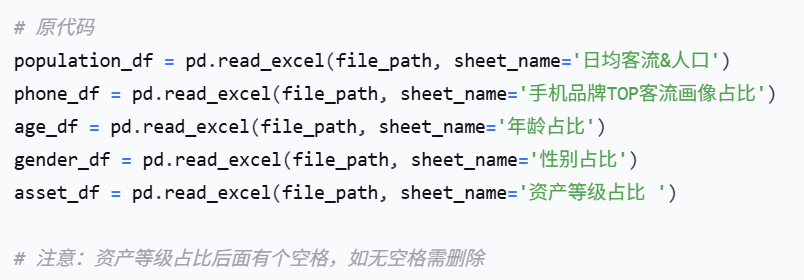 # 原代码
population_df = pd.read_excel(file_path, sheet_name='日均客流&人口')
phone_df = pd.read_excel(file_path, sheet_name='手机品牌TOP客流画像占比')
age_df = pd.read_excel(file_path, sheet_name='年龄占比')
gender_df = pd.read_excel(file_path, sheet_name='性别占比')
asset_df = pd.read_excel(file_path, sheet_name='资产等级占比 ')
# 注意：资产等级占比后面有个空格，如无空格需删除